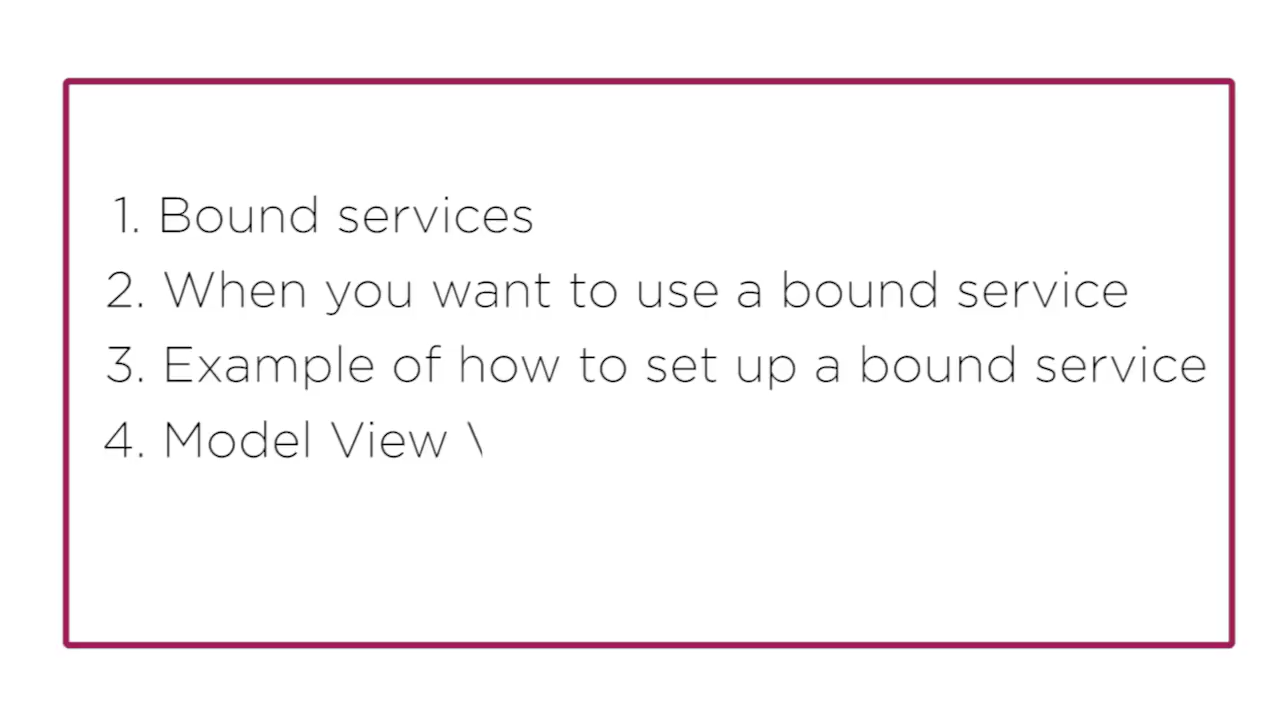 1. Bound services
2. When you want to use a bound service
3. Example of how to set up a bound service
4. Model View